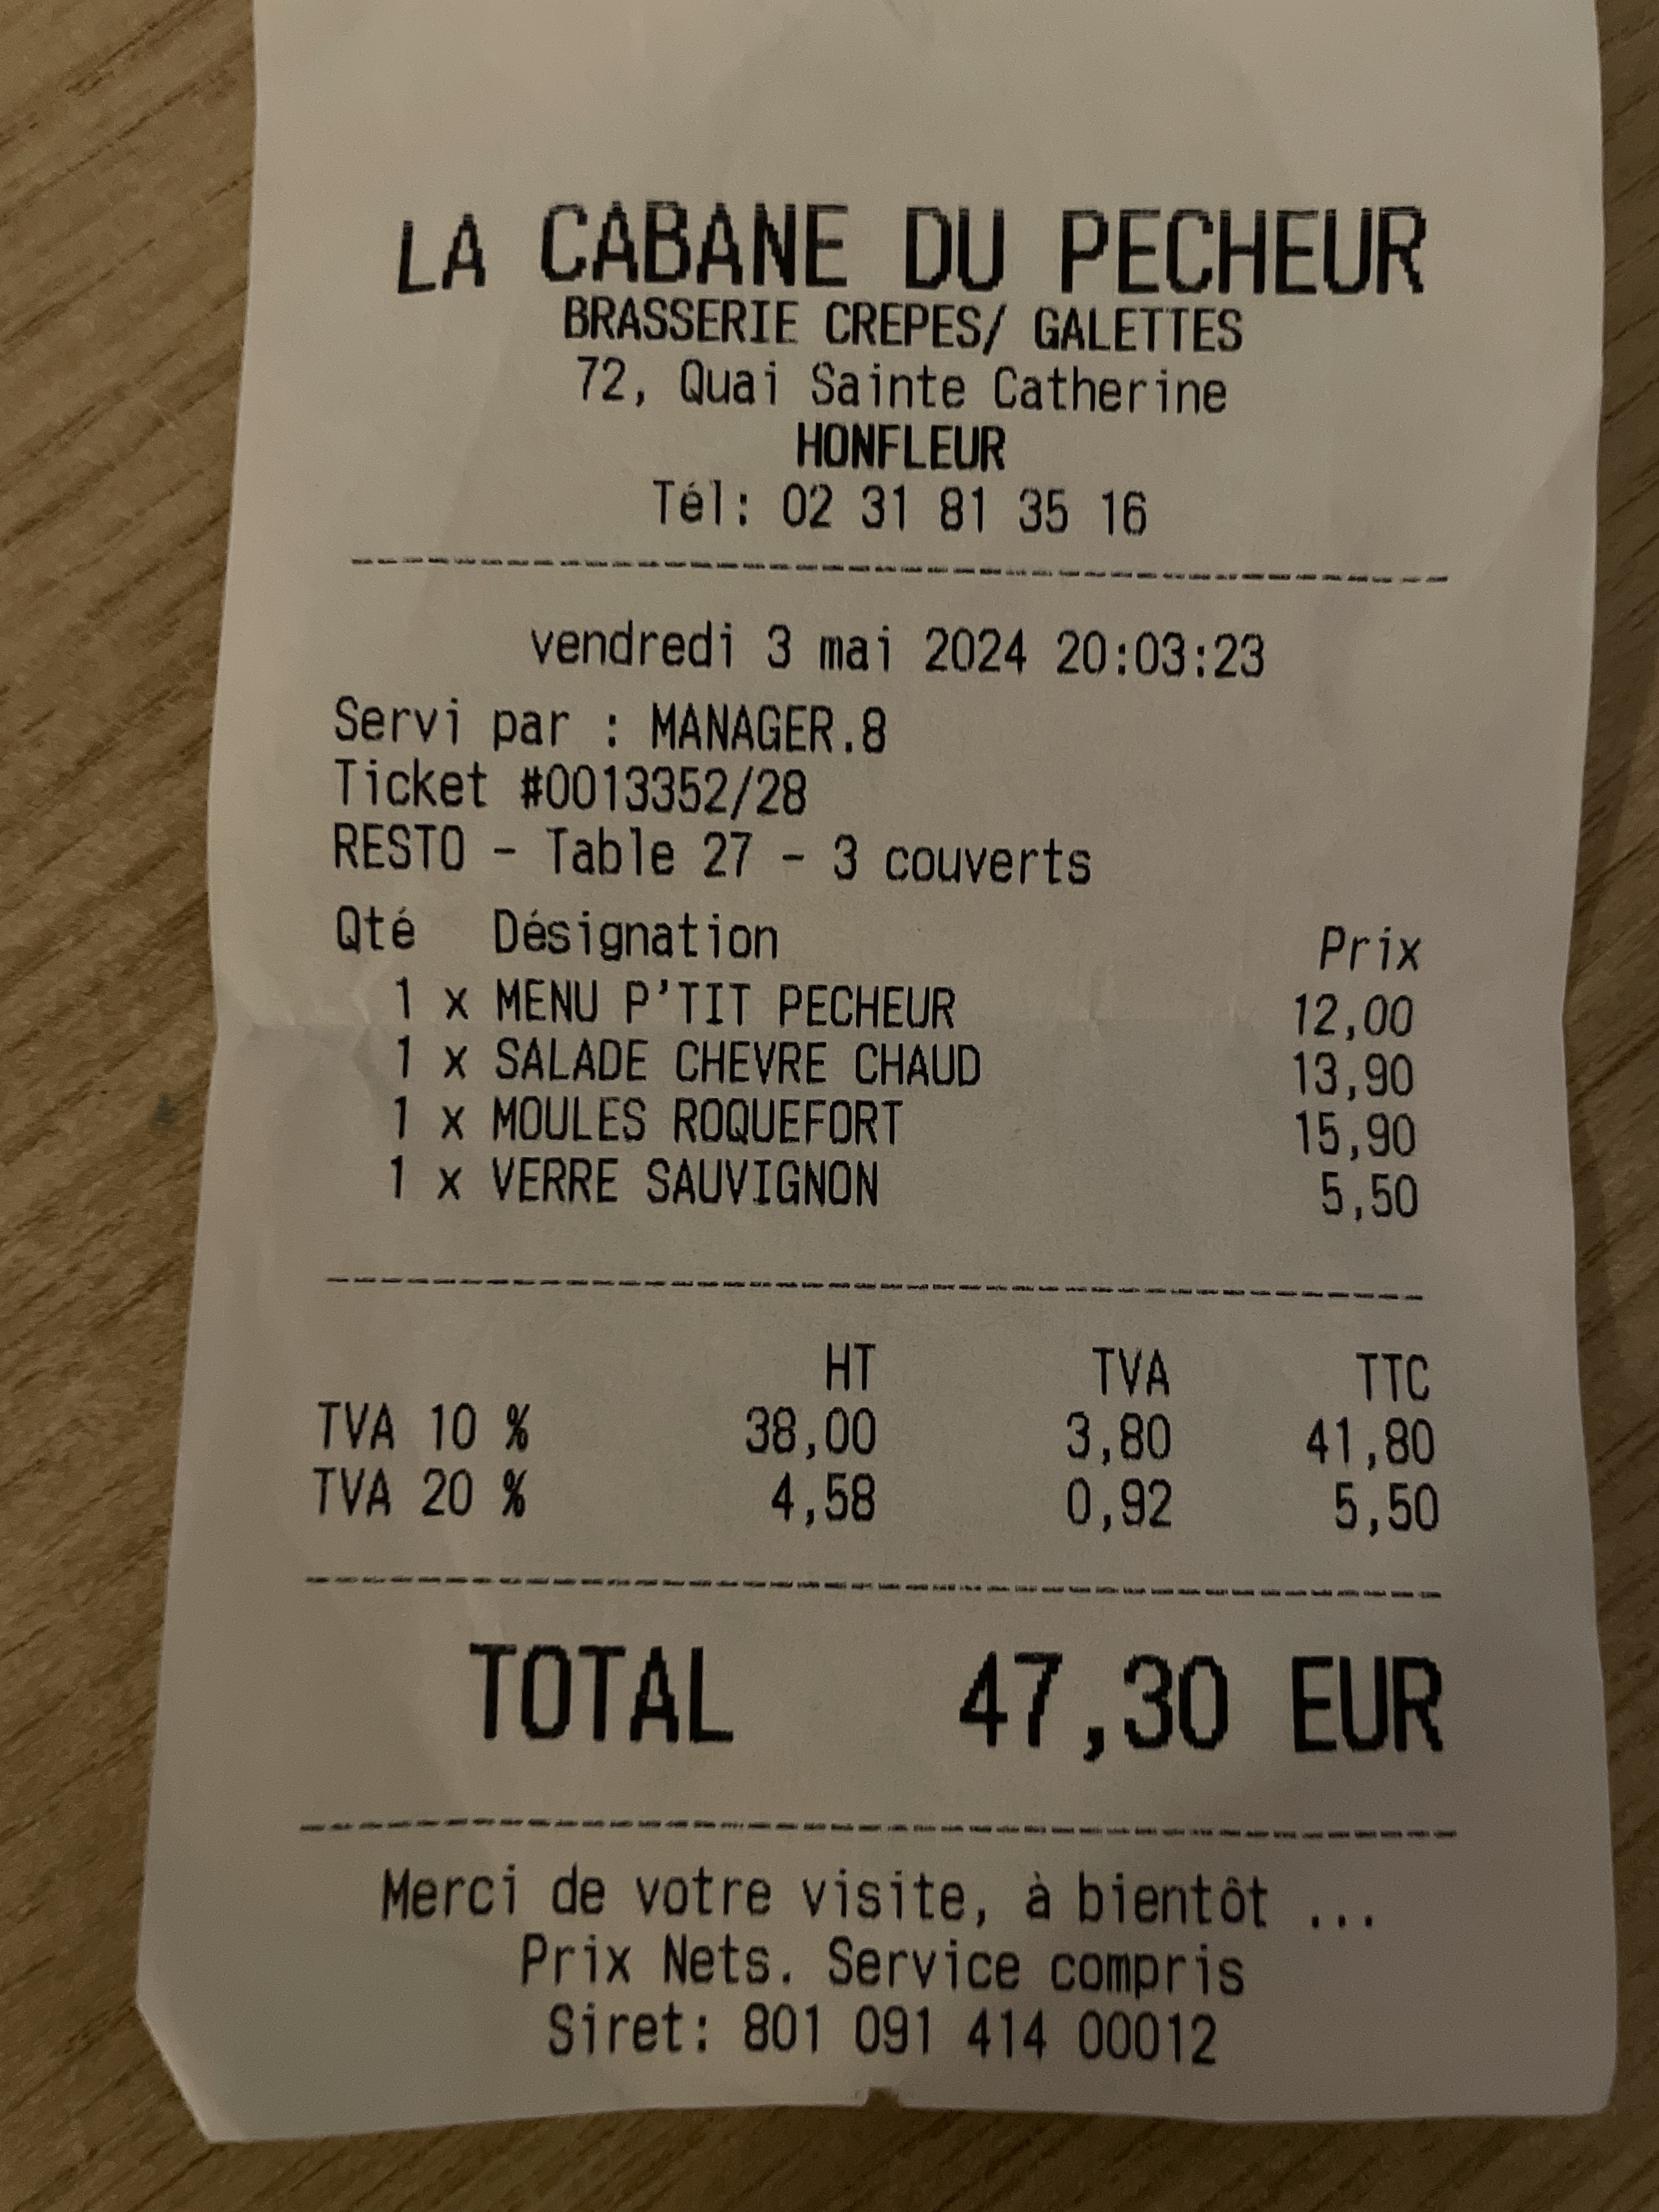 LA CABANE DU PECHEUR
BRASSERIE CREPES/ GALETTES
72, Quai Sainte Catherine
HONFLEUR
Tél: 02 31 81 35 16
vendredi 3 mai 2024 20:03:23
Servi par : MANAGER.8
Ticket #0013352/28
RESTO - Table 27 - 3 couverts
Qté Désignation Prix
1 x MENU P'TIT PECHEUR 12,00
1 x SALADE CHEVRE CHAUD 13,90
1 x MOULES ROQUEFORT 15,90
1 x VERRE SAUVIGNON 5,50
HT TVA TTC
TVA 10 % 38,00 3,80 41,80
TVA 20 % 4,58 0,92 5,50
TOTAL 47,30 EUR
Merci de votre visite, à bientôt ...
Prix Nets. Service compris
Siret: 801 091 414 00012